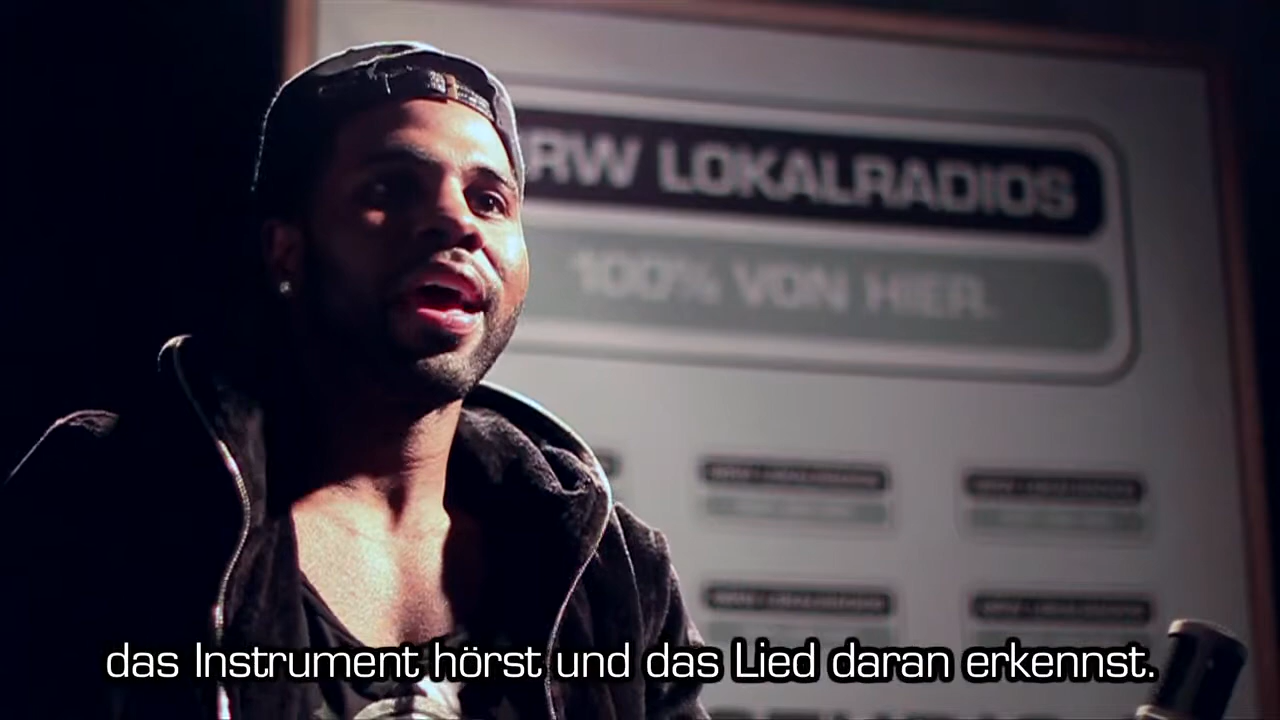 RW LOKALRADIOS
100% VON HIER.
das Instrument hörst und das Lied daran erkennst.